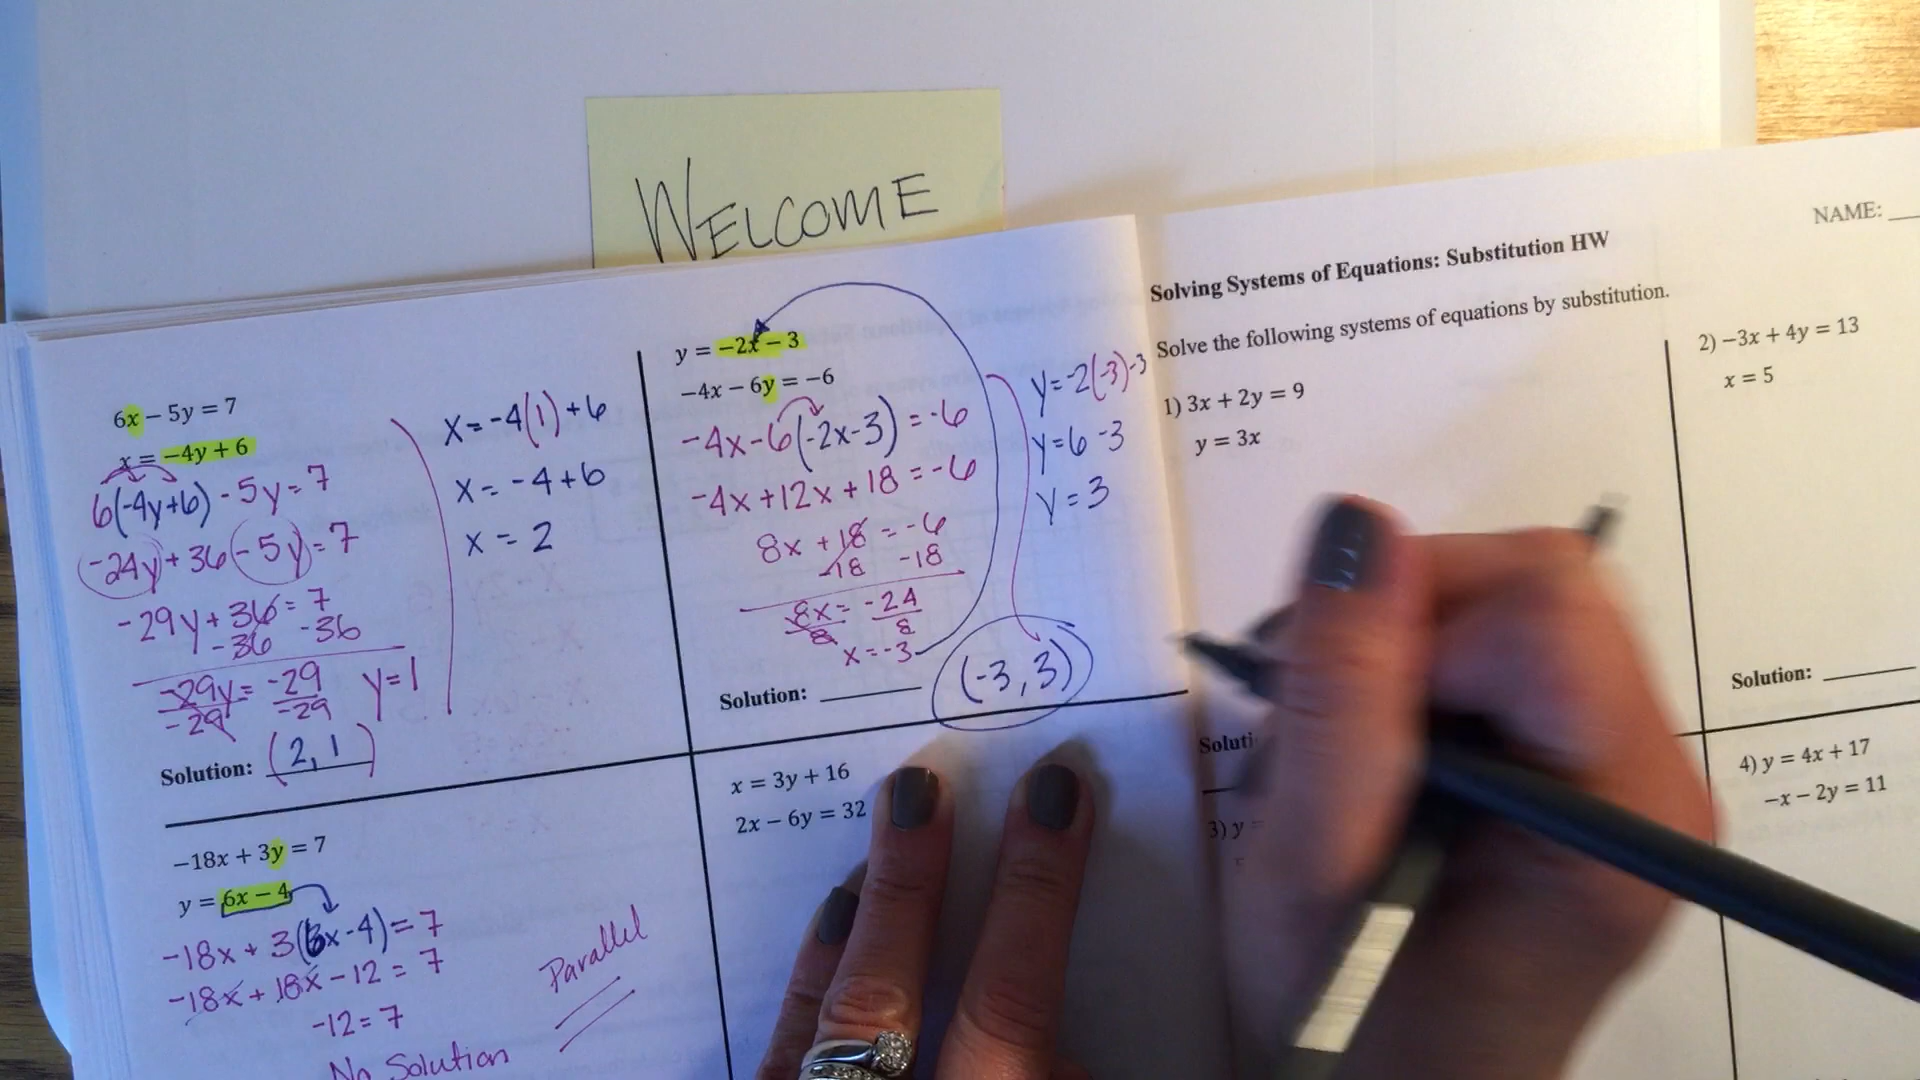 WELCOME
6x − 5y = 7
x = −4y + 6
6(-4y+6) - 5y = 7
-24y + 36 - 5y = 7
-29y + 36 = 7
-36 -36
-29y = -29
-29 -29
y = 1
Solution: (2, 1)
x = -4(1) + 6
x = -4 + 6
x = 2
y = −2x − 3
−4x − 6y = −6
-4x - 6(-2x - 3) = -6
-4x + 12x + 18 = -6
8x + 18 = -6
-18 -18
8x = -24
8 8
x = -3
Solution: ______ (-3, 3)
y = -2(-3) -3
y = 6 -3
y = 3
−18x + 3y = 7
y = 6x − 4
-18x + 3(6x - 4) = 7
-18x + 18x - 12 = 7
-12 = 7
No Solution
Parallel
x = 3y + 16
2x − 6y = 32
NAME:
Solving Systems of Equations: Substitution HW
Solve the following systems of equations by substitution.
1) 3x + 2y = 9
y = 3x
2) −3x + 4y = 13
x = 5
Solution:
3) y =
4) y = 4x + 17
−x − 2y = 11